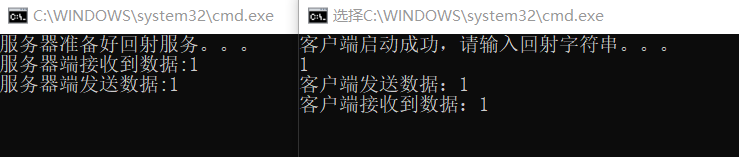 C:\WINDOWS\system32\cmd.exe
服务器准备好回射服务。。。
服务器端接收到数据:1
服务器端发送数据:1
选择C:\WINDOWS\system32\cmd.exe
客户端启动成功，请输入回射字符串。。。
1
客户端发送数据：1
客户端接收到数据：1